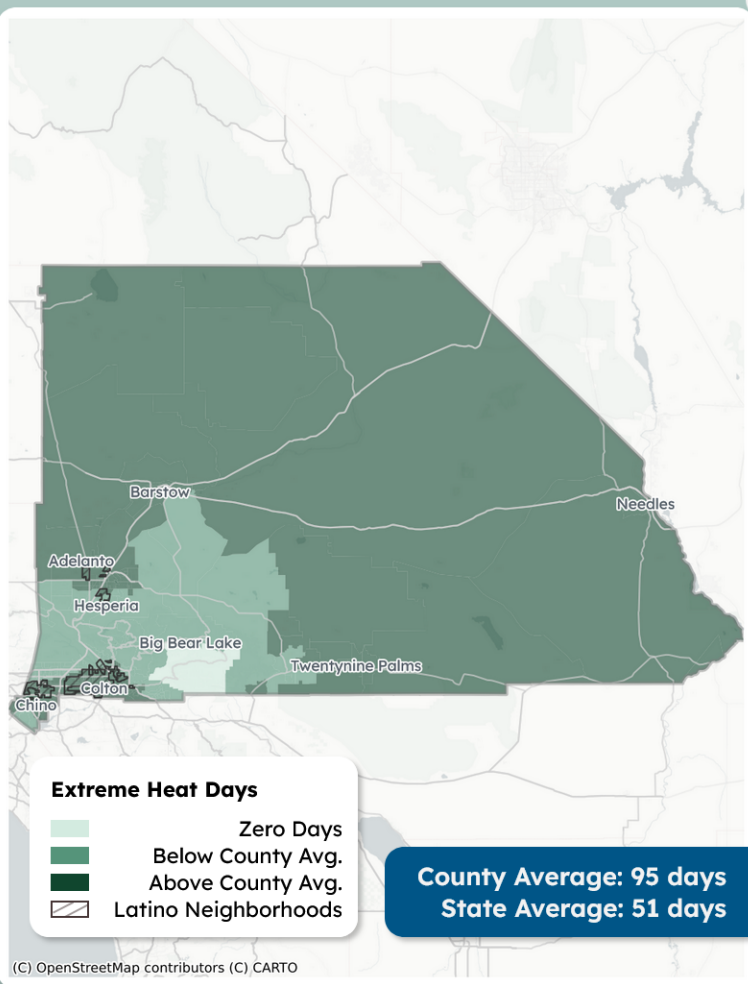 Barstow
Needles
Adelanto
Hesperia
Big Bear Lake
Twentynine Palms
Colton
Chino
Extreme Heat Days
Zero Days
Below County Avg.
Above County Avg.
Latino Neighborhoods
County Average: 95 days
State Average: 51 days
(C) OpenStreetMap contributors (C) CARTO